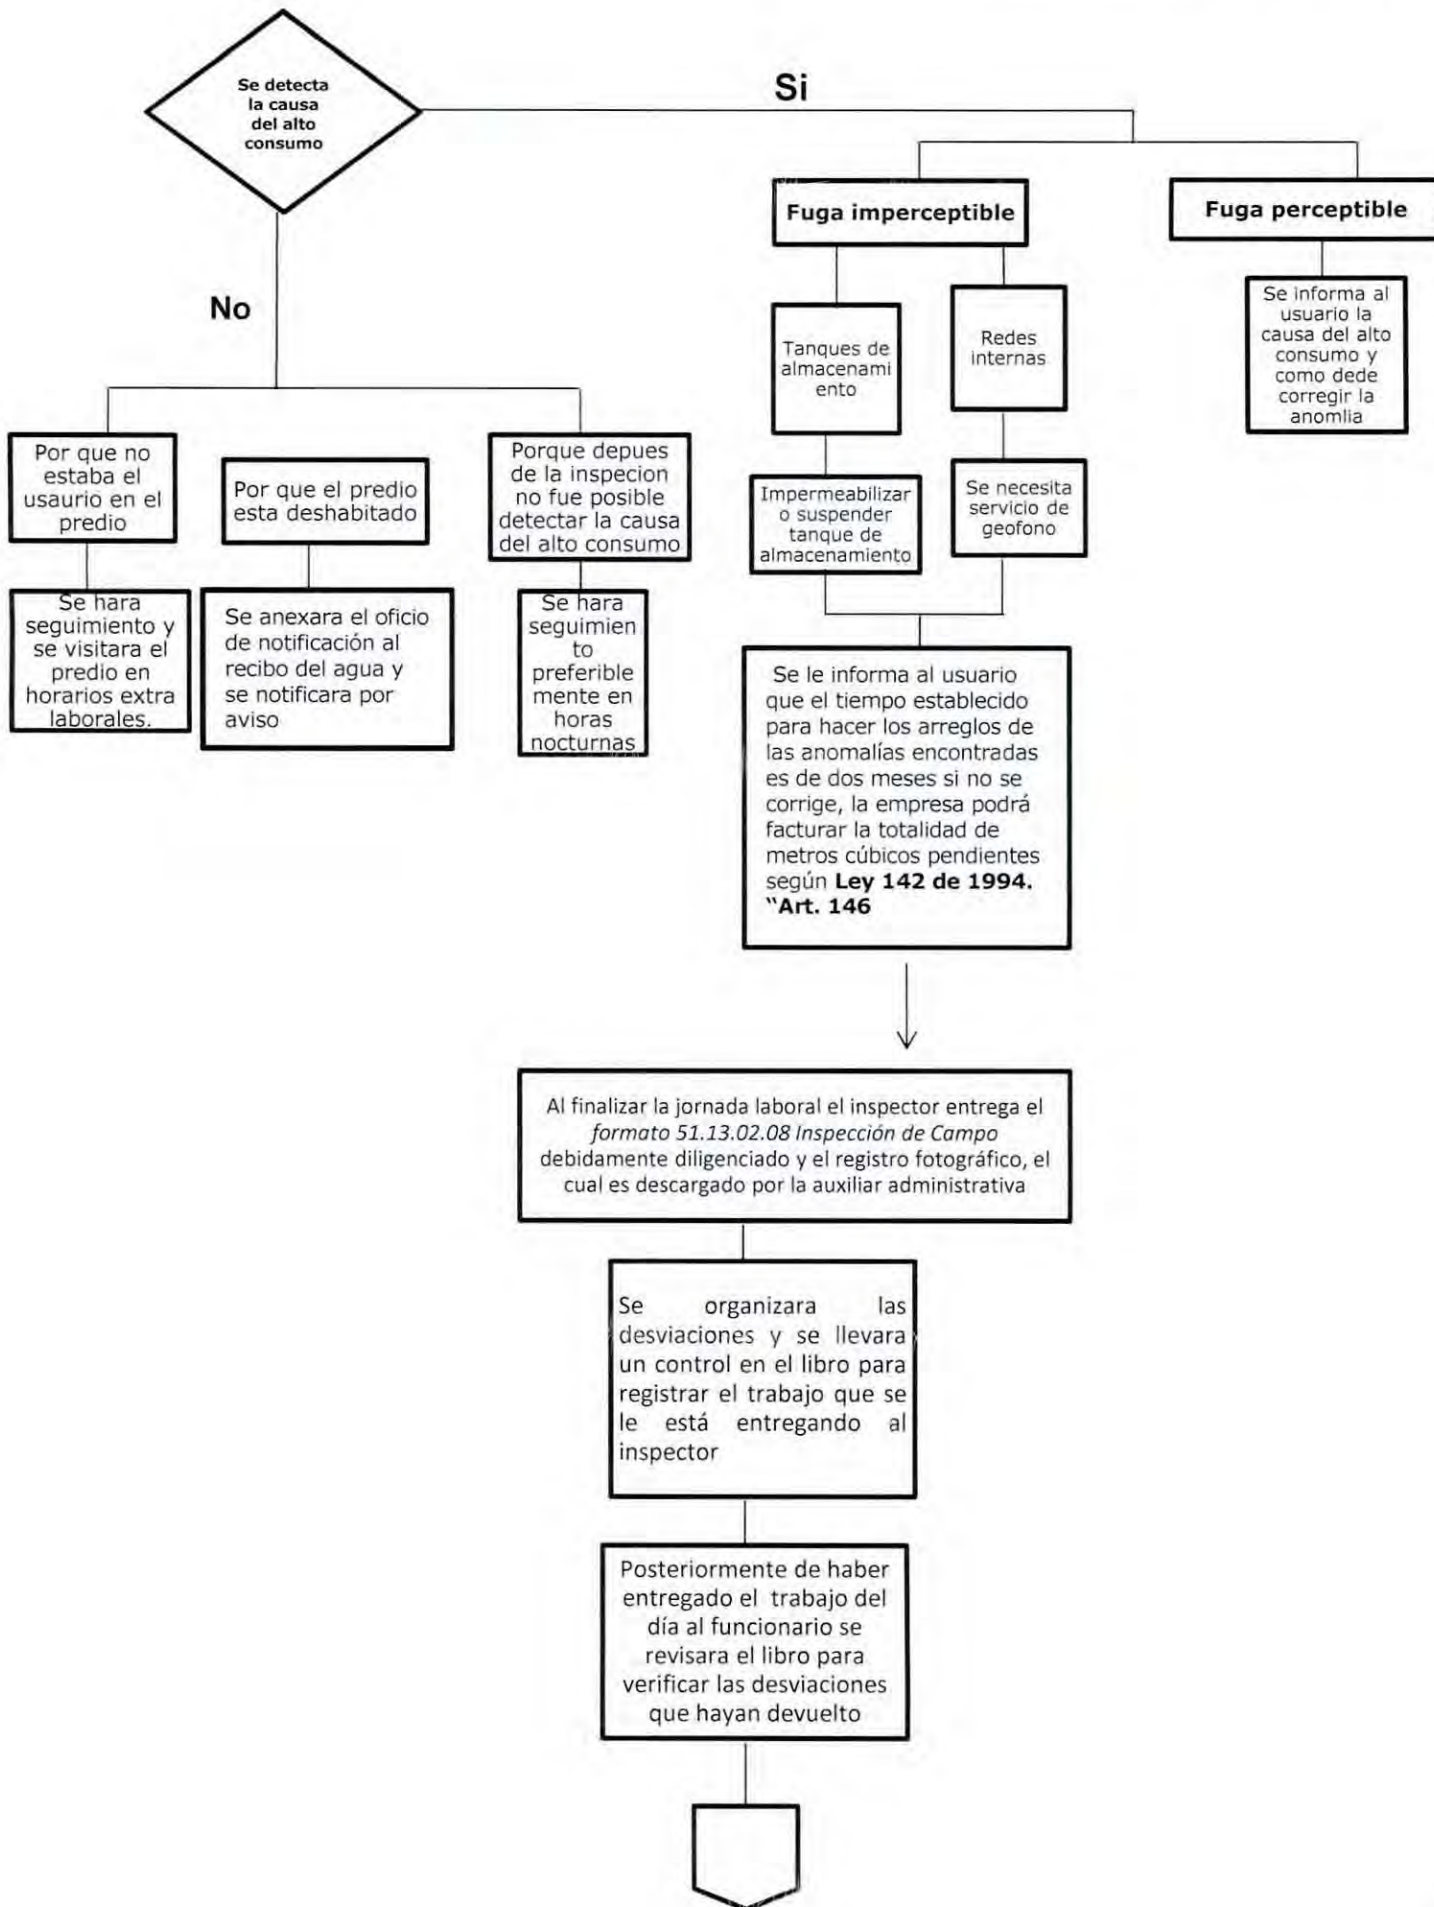 Se detecta
la causa
del alto
consumo
Si
No
Fuga imperceptible
Fuga perceptible
Tanques de
almacenami
ento
Redes
internas
Se informa al
usuario la
causa del alto
consumo y
como dede
corregir la
anomlia
Por que no
estaba el
usaurio en el
predio
Por que el predio
esta deshabitado
Porque depues
de la inspecion
no fue posible
detectar la causa
del alto consumo
Impermeabilizar
o suspender
tanque de
almacenamiento
Se necesita
servicio de
geofono
Se hara
seguimiento y
se visitara el
predio en
horarios extra
laborales.
Se anexara el oficio
de notificación al
recibo del agua y
se notificara por
aviso
Se hara
seguimien
to
preferible
mente en
horas
nocturnas
Se le informa al usuario
que el tiempo establecido
para hacer los arreglos de
las anomalías encontradas
es de dos meses si no se
corrige, la empresa podrá
facturar la totalidad de
metros cúbicos pendientes
según Ley 142 de 1994.
“Art. 146
Al finalizar la jornada laboral el inspector entrega el
formato 51.13.02.08 Inspección de Campo
debidamente diligenciado y el registro fotográfico, el
cual es descargado por la auxiliar administrativa
Se organizara las
desviaciones y se llevara
un control en el libro para
registrar el trabajo que se
le está entregando al
inspector
Posteriormente de haber
entregado el trabajo del
día al funcionario se
revisara el libro para
verificar las desviaciones
que hayan devuelto